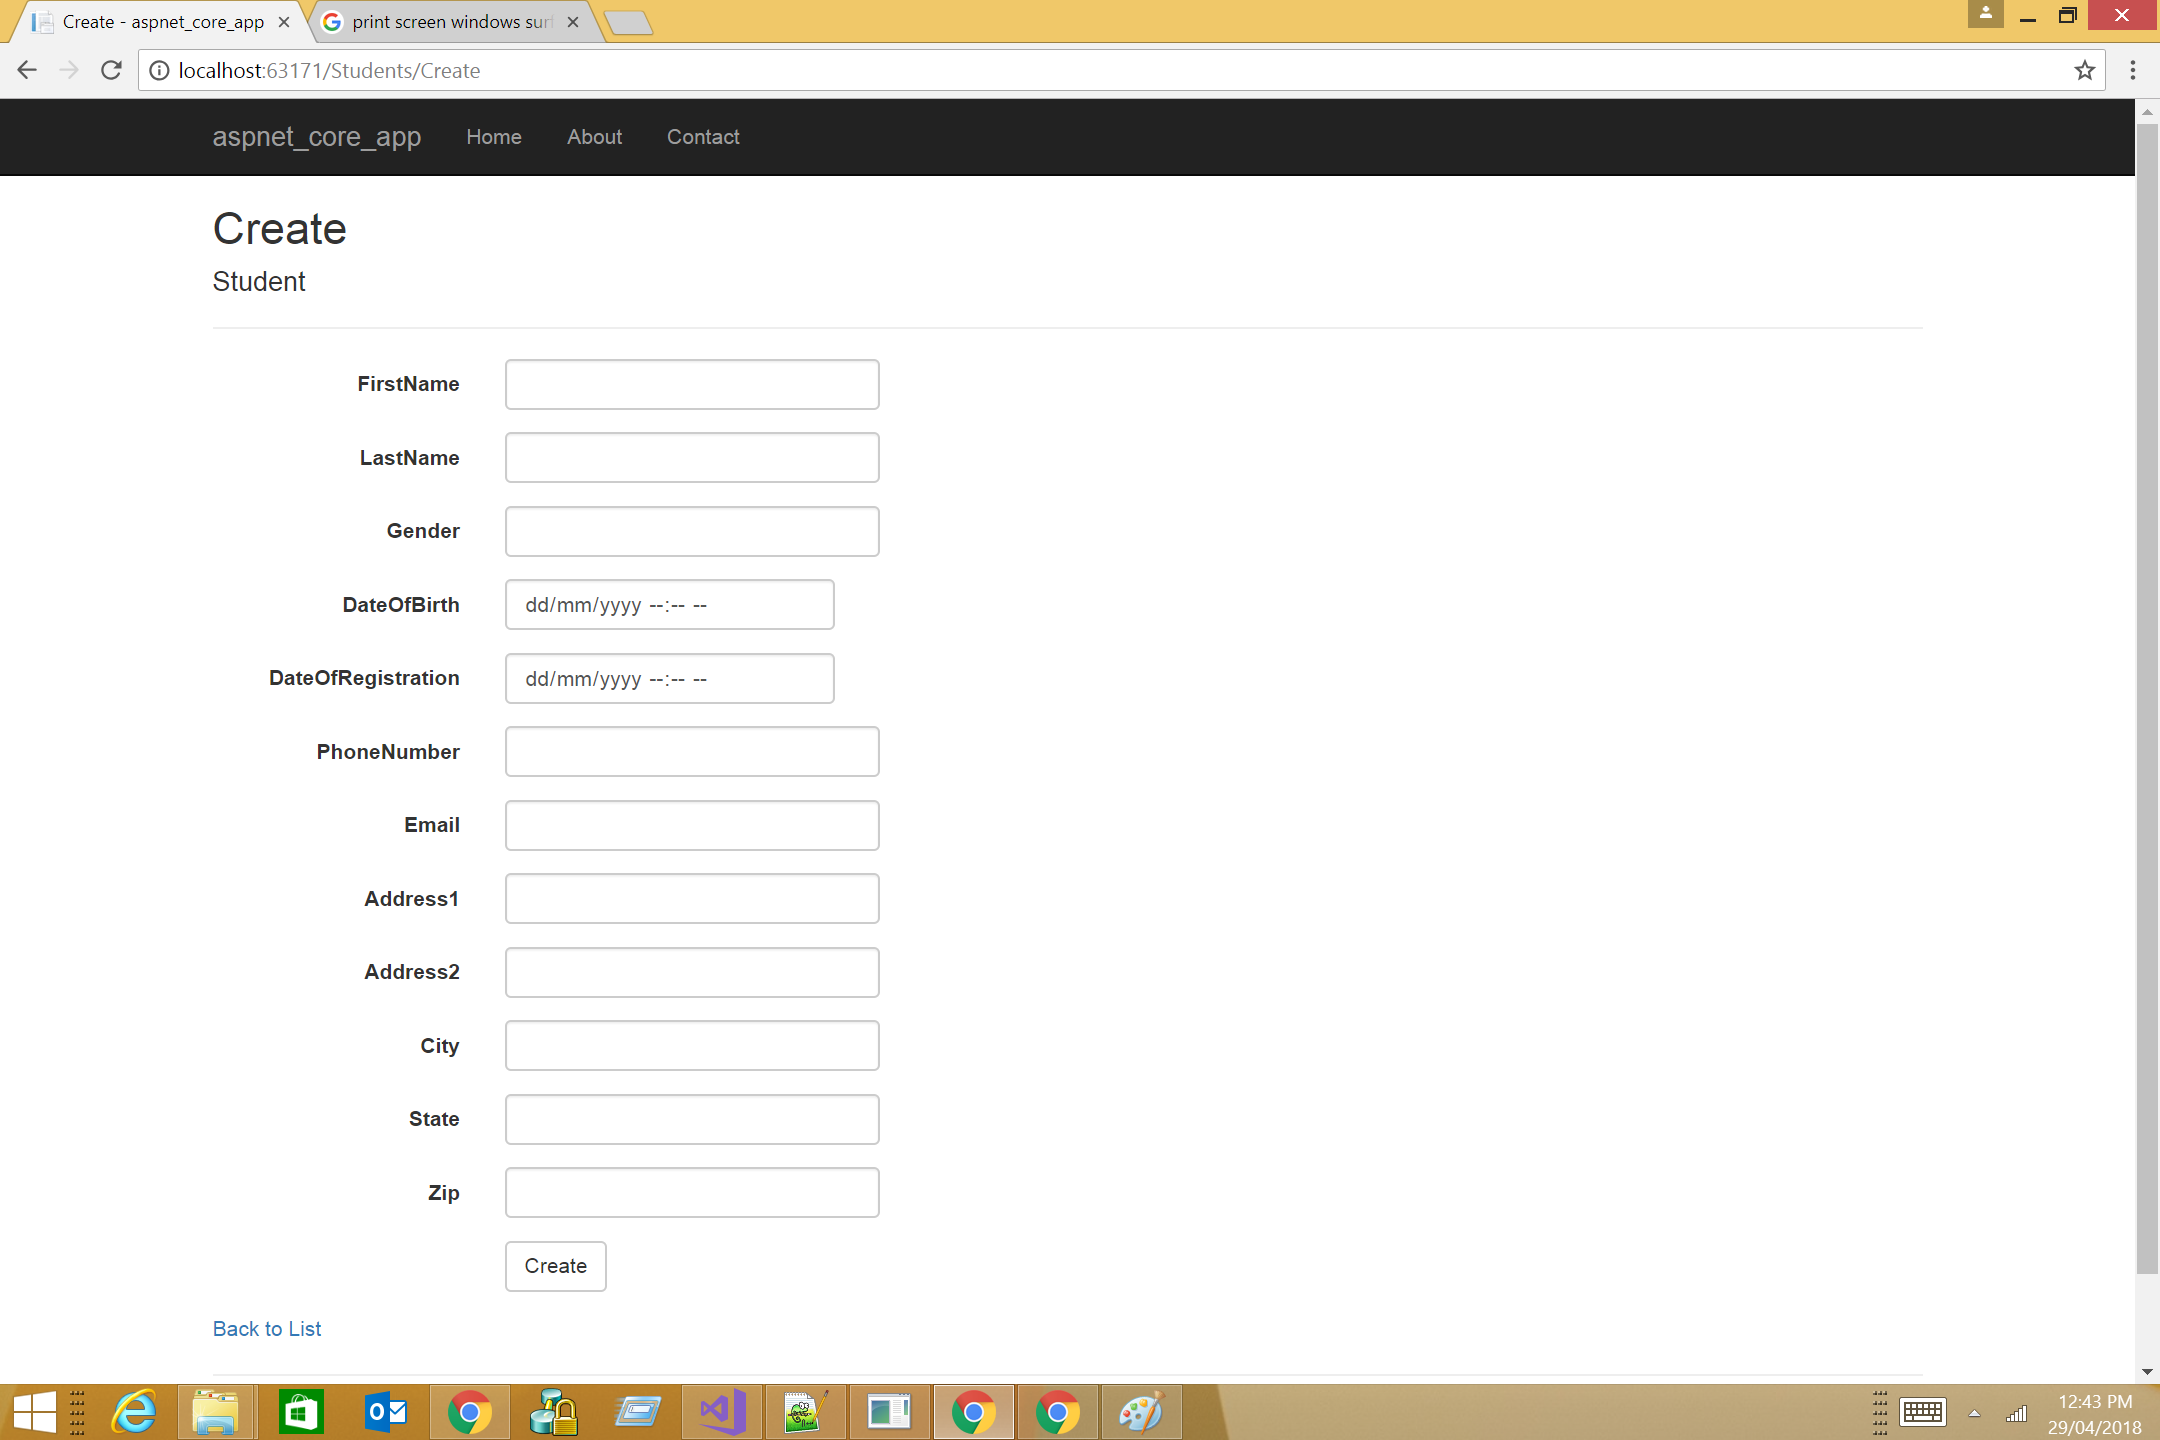 Create - aspnet_core_app
print screen windows sur
localhost:63171/Students/Create
aspnet_core_app Home About Contact
Create
Student
FirstName
LastName
Gender
DateOfBirth dd/mm/yyyy --:-- --
DateOfRegistration dd/mm/yyyy --:-- --
PhoneNumber
Email
Address1
Address2
City
State
Zip
Create
Back to List
12:43 PM
29/04/2018